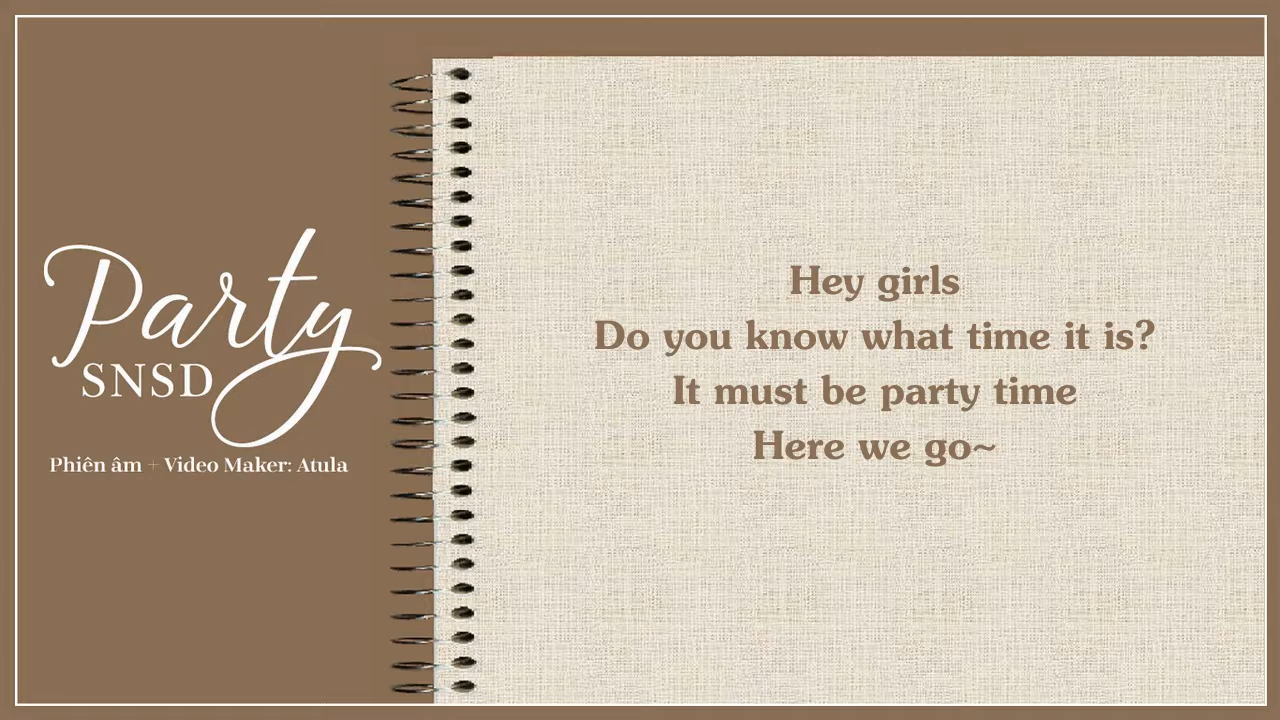 Party
SNSD
Phiên âm + Video Maker: Atula
Hey girls
Do you know what time it is?
It must be party time
Here we go~